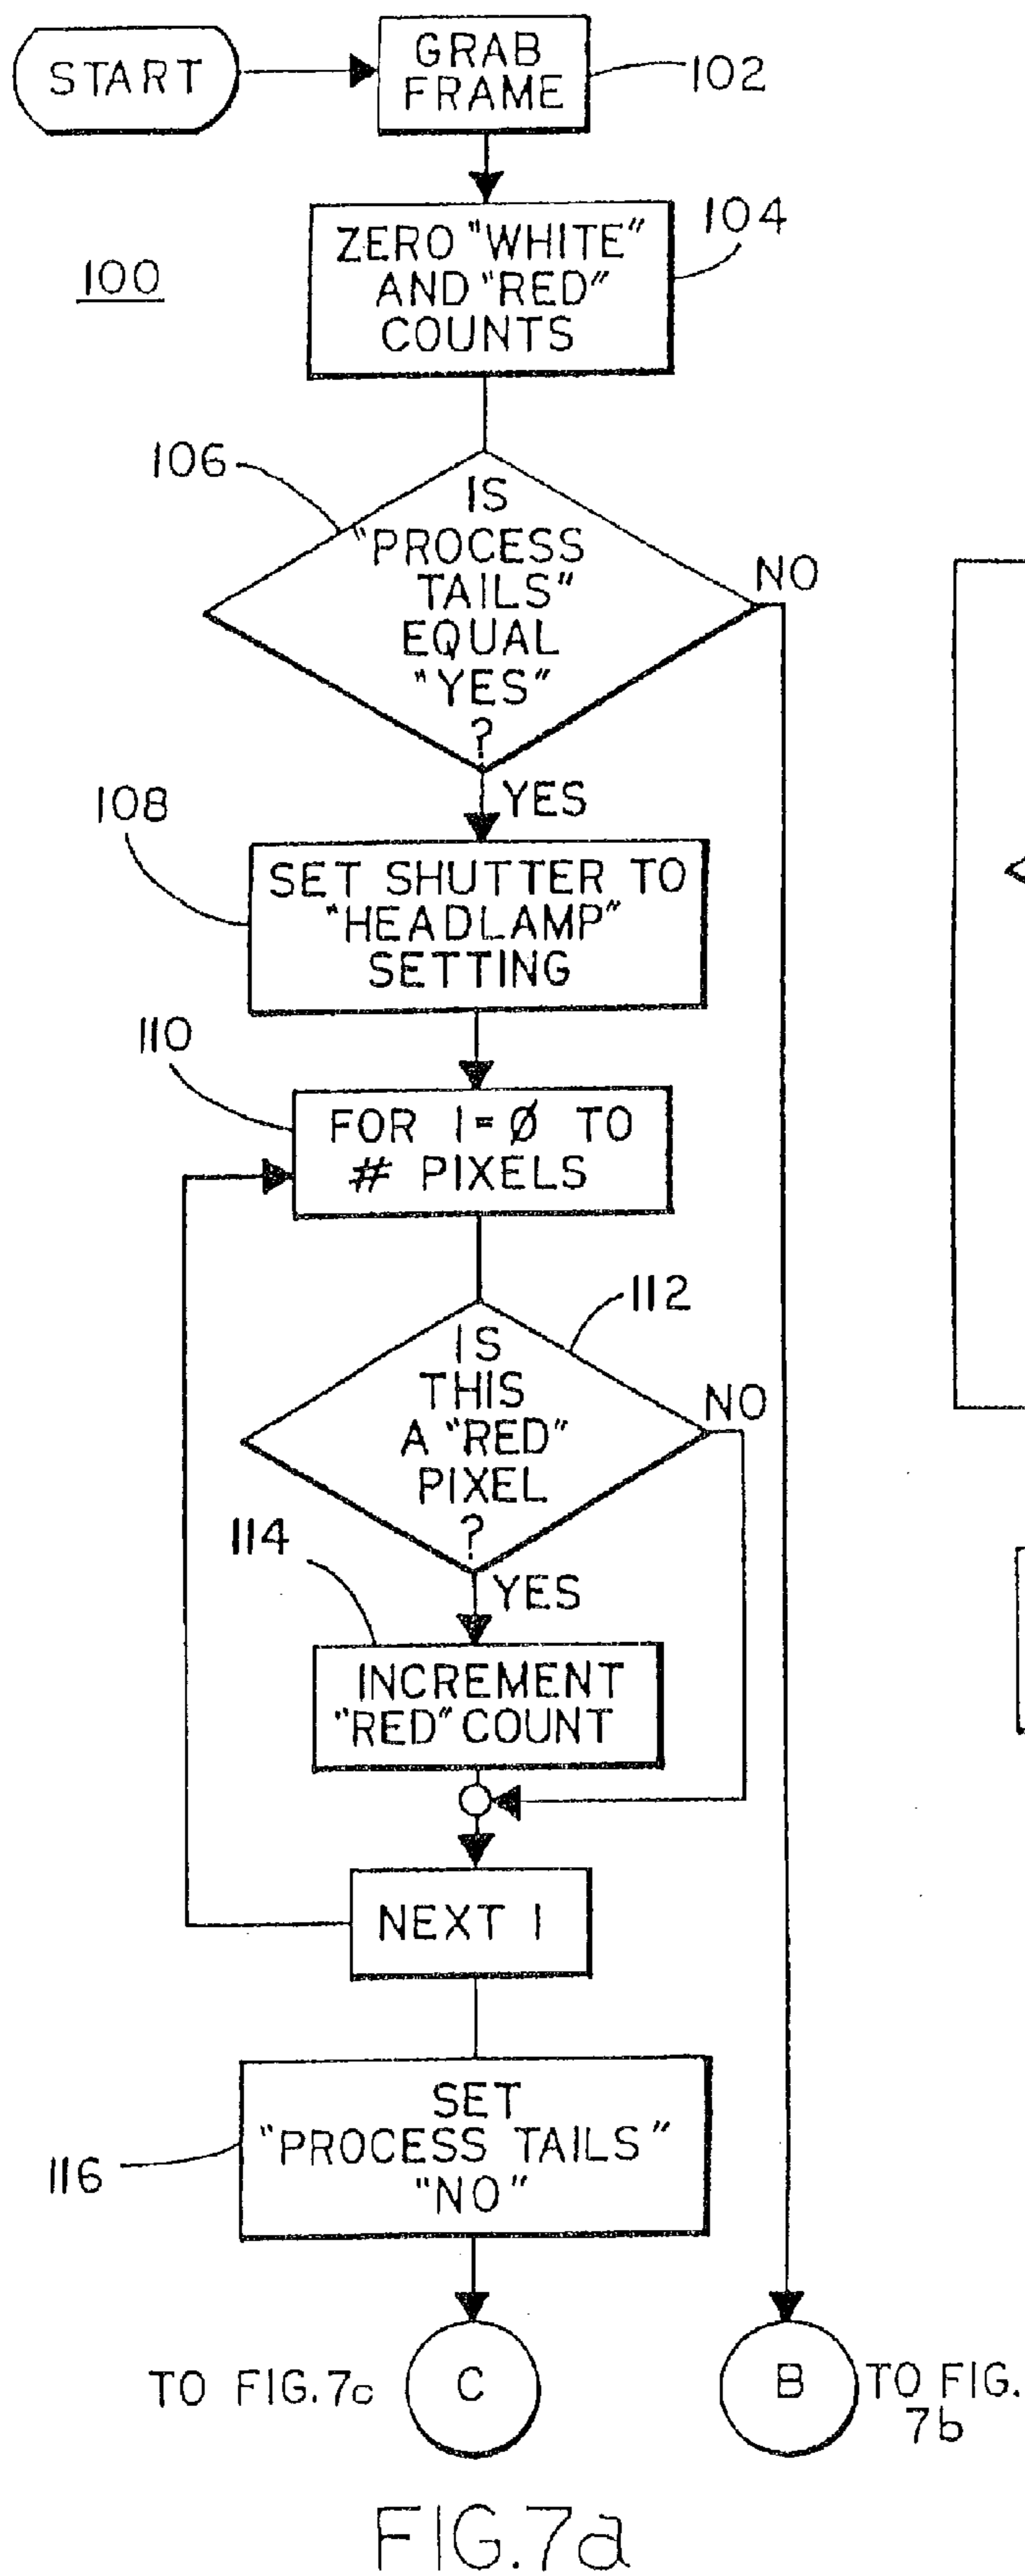 START
GRAB
FRAME
102
100
ZERO "WHITE"
AND "RED"
COUNTS
104
106
IS
"PROCESS
TAILS"
EQUAL
"YES"
?
NO
YES
108
SET SHUTTER TO
"HEADLAMP"
SETTING
110
FOR I=Ø TO
# PIXELS
112
IS
THIS
A "RED"
PIXEL
?
NO
114
YES
INCREMENT
"RED" COUNT
NEXT I
SET
"PROCESS TAILS"
"NO"
116
TO FIG.7c
C
B
TO FIG.
7b
FIG.7a